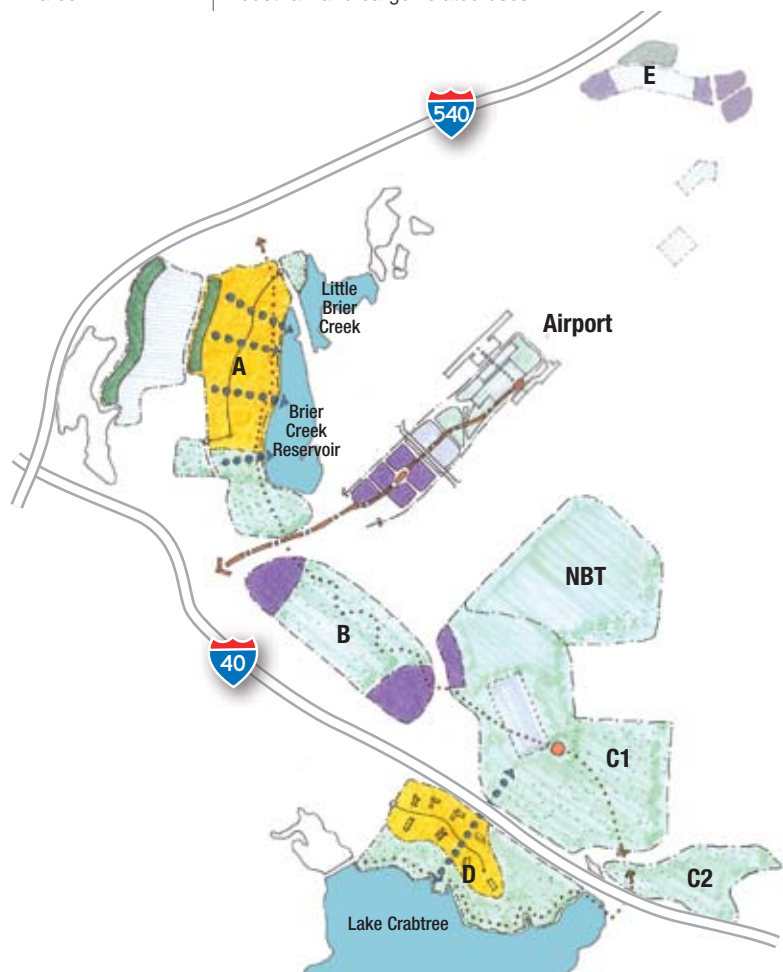 E
540
Little
Brier
Creek
Airport
A
Brier
Creek
Reservoir
NBT
B
40
C1
D
C2
Lake Crabtree